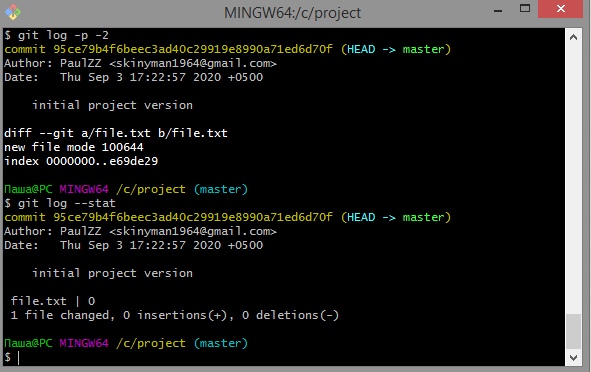 MINGW64:/c/project
$ git log -p -2
commit 95ce79b4f6beec3ad40c29919e8990a71ed6d70f (HEAD -> master)
Author: PaulZZ <skinyman1964@gmail.com>
Date:   Thu Sep 3 17:22:57 2020 +0500
initial project version
diff --git a/file.txt b/file.txt
new file mode 100644
index 0000000..e69de29
Паша@PC MINGW64 /c/project (master)
$ git log --stat
commit 95ce79b4f6beec3ad40c29919e8990a71ed6d70f (HEAD -> master)
Author: PaulZZ <skinyman1964@gmail.com>
Date:   Thu Sep 3 17:22:57 2020 +0500
initial project version
file.txt | 0
1 file changed, 0 insertions(+), 0 deletions(-)
Паша@PC MINGW64 /c/project (master)
$